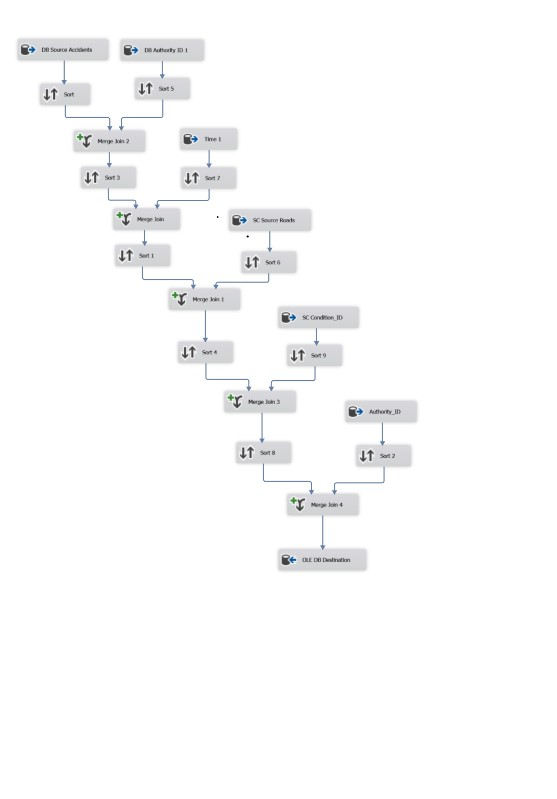 DB Source Accidents
DB Authority ID 1
Sort
Sort 5
Merge Join 2
Time 1
Sort 3
Sort 7
Merge Join
SC Source Roads
Sort 1
Sort 6
Merge Join 1
SC Condition_ID
Sort 4
Sort 9
Merge Join 3
Authority_ID
Sort 8
Sort 2
Merge Join 4
OLE DB Destination